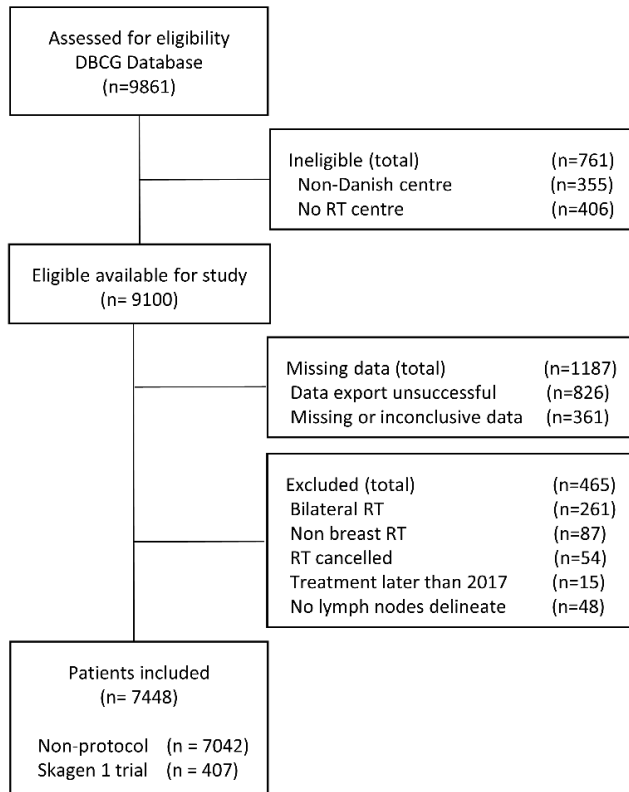 Assessed for eligibility
DBCG Database
(n=9861)
Ineligible (total) (n=761)
Non-Danish centre (n=355)
No RT centre (n=406)
Eligible available for study
(n= 9100)
Missing data (total) (n=1187)
Data export unsuccessful (n=826)
Missing or inconclusive data (n=361)
Excluded (total) (n=465)
Bilateral RT (n=261)
Non breast RT (n=87)
RT cancelled (n=54)
Treatment later than 2017 (n=15)
No lymph nodes delineate (n=48)
Patients included
(n= 7448)
Non-protocol (n = 7042)
Skagen 1 trial (n = 407)